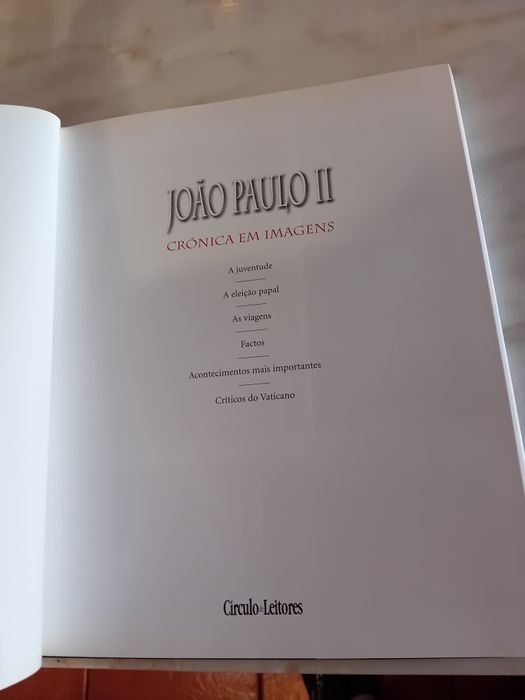 JOÃO PAULO II
CRÓNICA EM IMAGENS
A juventude
A eleição papal
As viagens
Factos
Acontecimentos mais importantes
Críticos do Vaticano
Círculo de Leitores